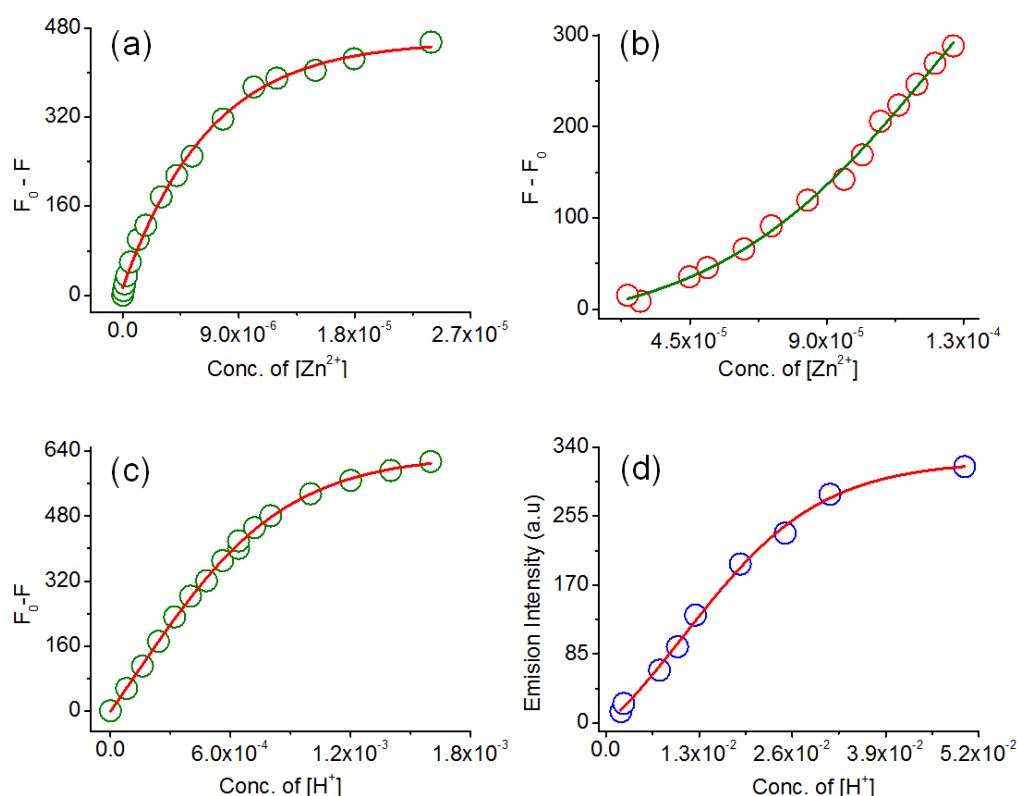 (a)
480
320
160
0
F₀ - F
0.0 9.0x10⁻⁶ 1.8x10⁻⁵ 2.7x10⁻⁵
Conc. of [Zn²⁺]
(b)
300
200
100
0
F - F₀
4.5x10⁻⁵ 9.0x10⁻⁵ 1.3x10⁻⁴
Conc. of [Zn²⁺]
(c)
640
480
320
160
0
F₀-F
0.0 6.0x10⁻⁴ 1.2x10⁻³ 1.8x10⁻³
Conc. of [H⁺]
(d)
340
255
170
85
0
Emision Intensity (a.u)
0.0 1.3x10⁻² 2.6x10⁻² 3.9x10⁻² 5.2x10⁻²
Conc. of [H⁺]